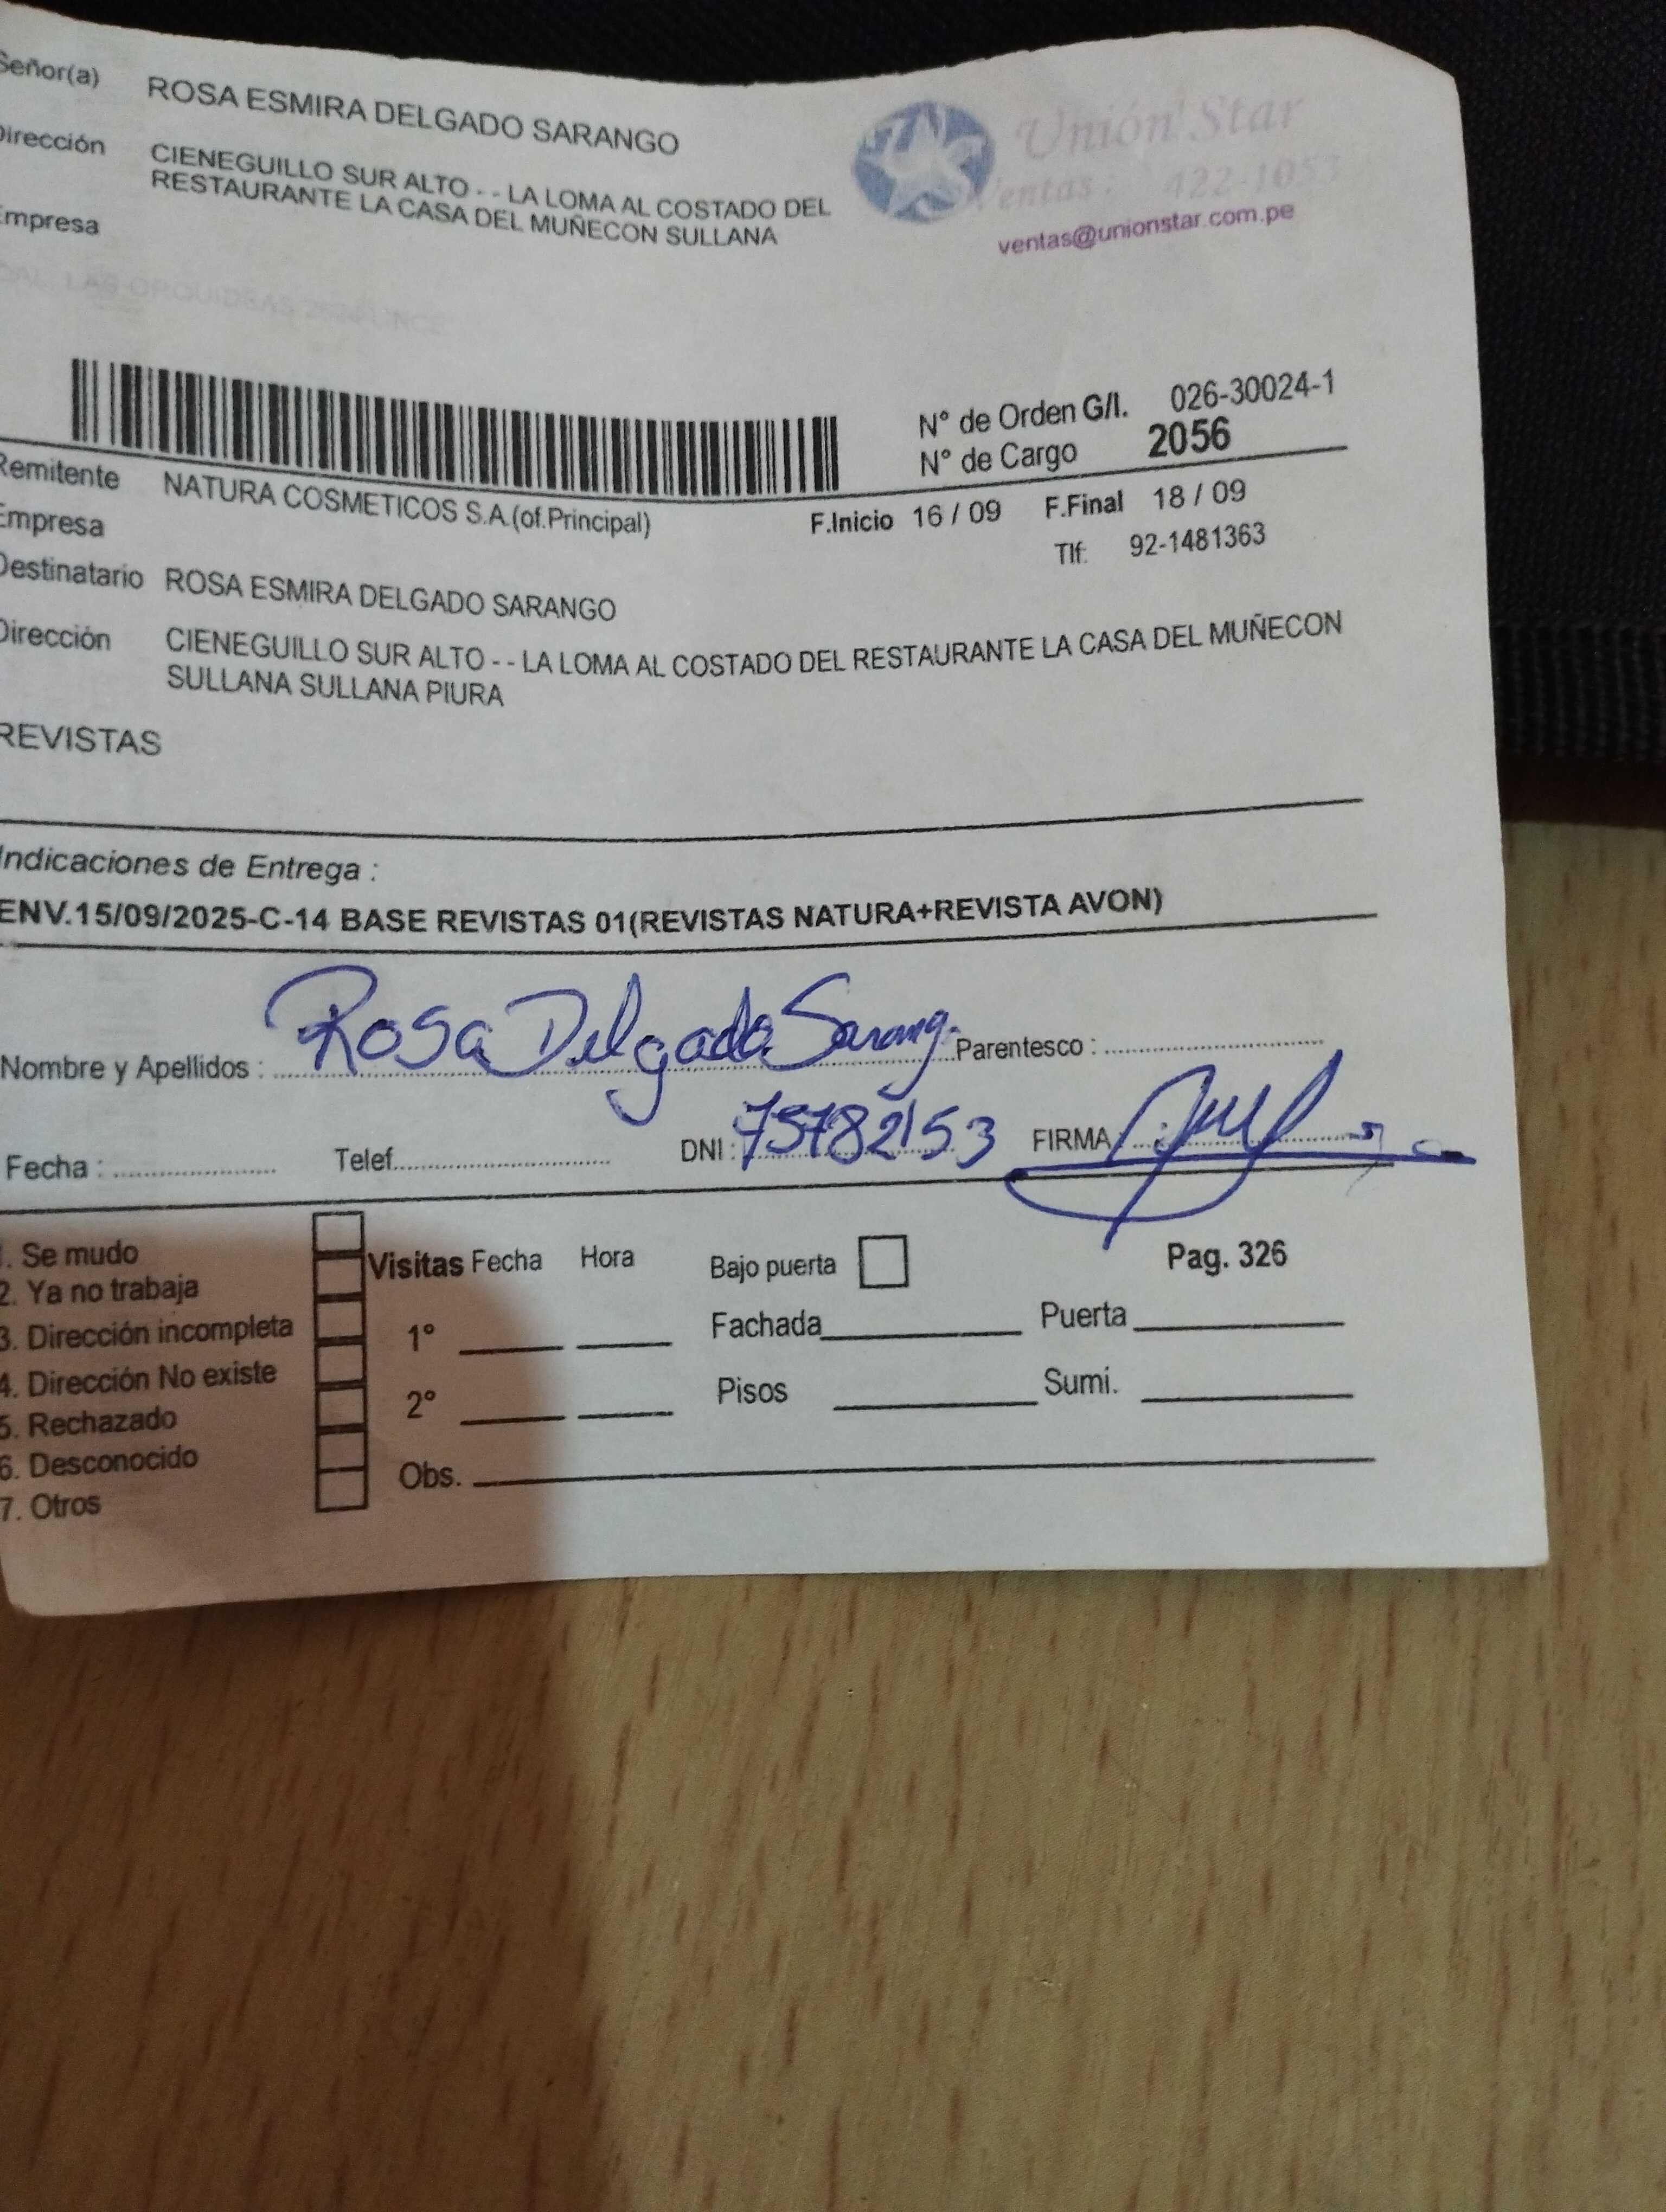 Señor(a) ROSA ESMIRA DELGADO SARANGO
Dirección CIENEGUILLO SUR ALTO - - LA LOMA AL COSTADO DEL
RESTAURANTE LA CASA DEL MUÑECON SULLANA
Empresa
Unión Star
Ventas: 422-1053
ventas@unionstar.com.pe
LAS ORQUIDEAS
N° de Orden G/I. 026-30024-1
N° de Cargo 2056
Remitente NATURA COSMETICOS S.A.(of.Principal)
F.Inicio 16 / 09 F.Final 18 / 09
Empresa
Tlf: 92-1481363
Destinatario ROSA ESMIRA DELGADO SARANGO
Dirección CIENEGUILLO SUR ALTO - - LA LOMA AL COSTADO DEL RESTAURANTE LA CASA DEL MUÑECON
SULLANA SULLANA PIURA
REVISTAS
Indicaciones de Entrega :
ENV.15/09/2025-C-14 BASE REVISTAS 01(REVISTAS NATURA+REVISTA AVON)
Nombre y Apellidos : Rosa Delgado Sarang. Parentesco :
Fecha : Telef. DNI : 75782153 FIRMA
1. Se mudo
2. Ya no trabaja
3. Dirección incompleta
4. Dirección No existe
5. Rechazado
6. Desconocido
7. Otros
Visitas Fecha Hora
1°
2°
Obs.
Bajo puerta
Pag. 326
Fachada Puerta
Pisos Sumi.